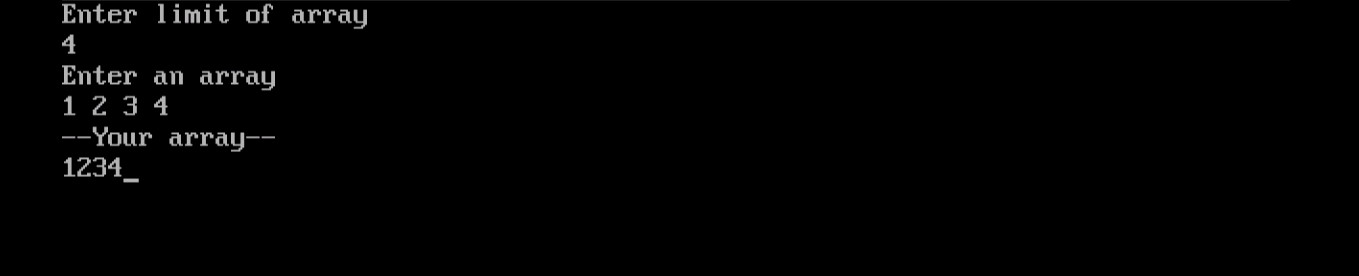 Enter limit of array
4
Enter an array
1 2 3 4
--Your array--
1234_